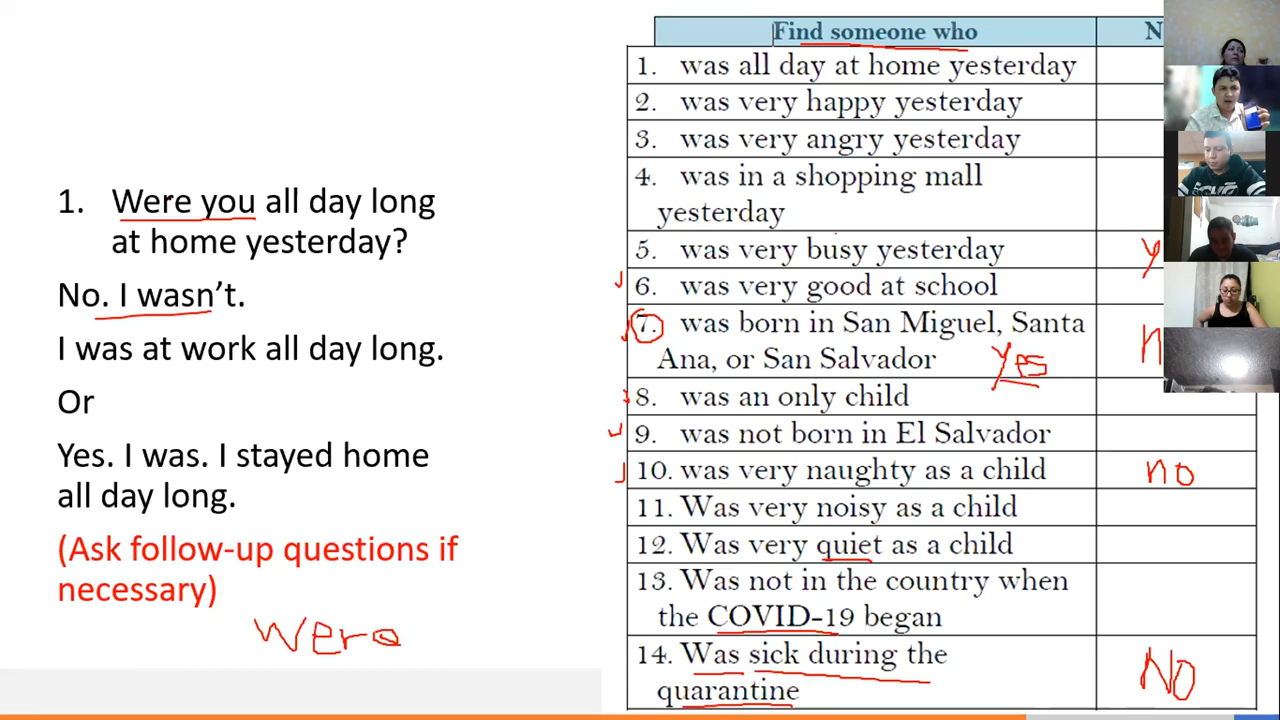 1. Were you all day long
at home yesterday?
No. I wasn't.
I was at work all day long.
Or
Yes. I was. I stayed home
all day long.
(Ask follow-up questions if
necessary)
were
Find someone who N
1. was all day at home yesterday
2. was very happy yesterday
3. was very angry yesterday
4. was in a shopping mall
yesterday
5. was very busy yesterday y
6. was very good at school
7. was born in San Miguel, Santa
Ana, or San Salvador YES n
8. was an only child
9. was not born in El Salvador
10. was very naughty as a child no
11. Was very noisy as a child
12. Was very quiet as a child
13. Was not in the country when
the COVID-19 began
14. Was sick during the
quarantine NO